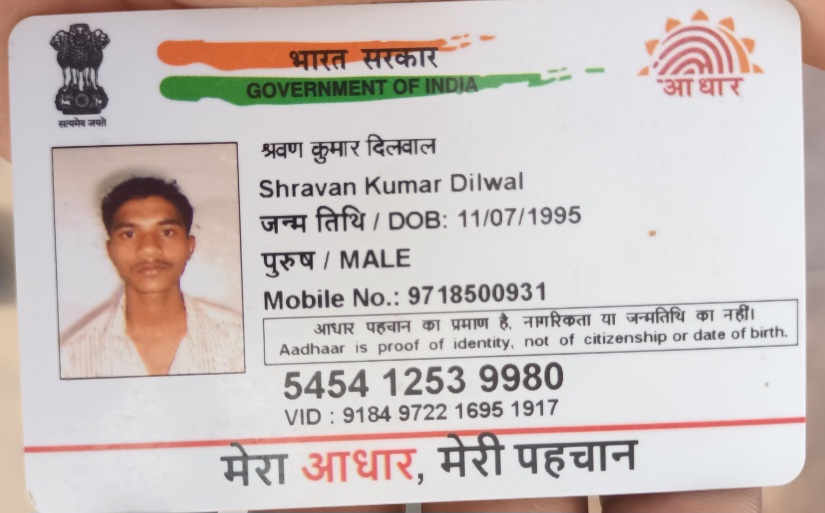 भारत सरकार
GOVERNMENT OF INDIA
सत्यमेव जयते
आधार
श्रवण कुमार दिलवाल
Shravan Kumar Dilwal
जन्म तिथि / DOB: 11/07/1995
पुरुष / MALE
Mobile No.: 9718500931
आधार पहचान का प्रमाण है, नागरिकता या जन्मतिथि का नहीं।
Aadhaar is proof of identity, not of citizenship or date of birth.
5454 1253 9980
VID : 9184 9722 1695 1917
मेरा आधार, मेरी पहचान